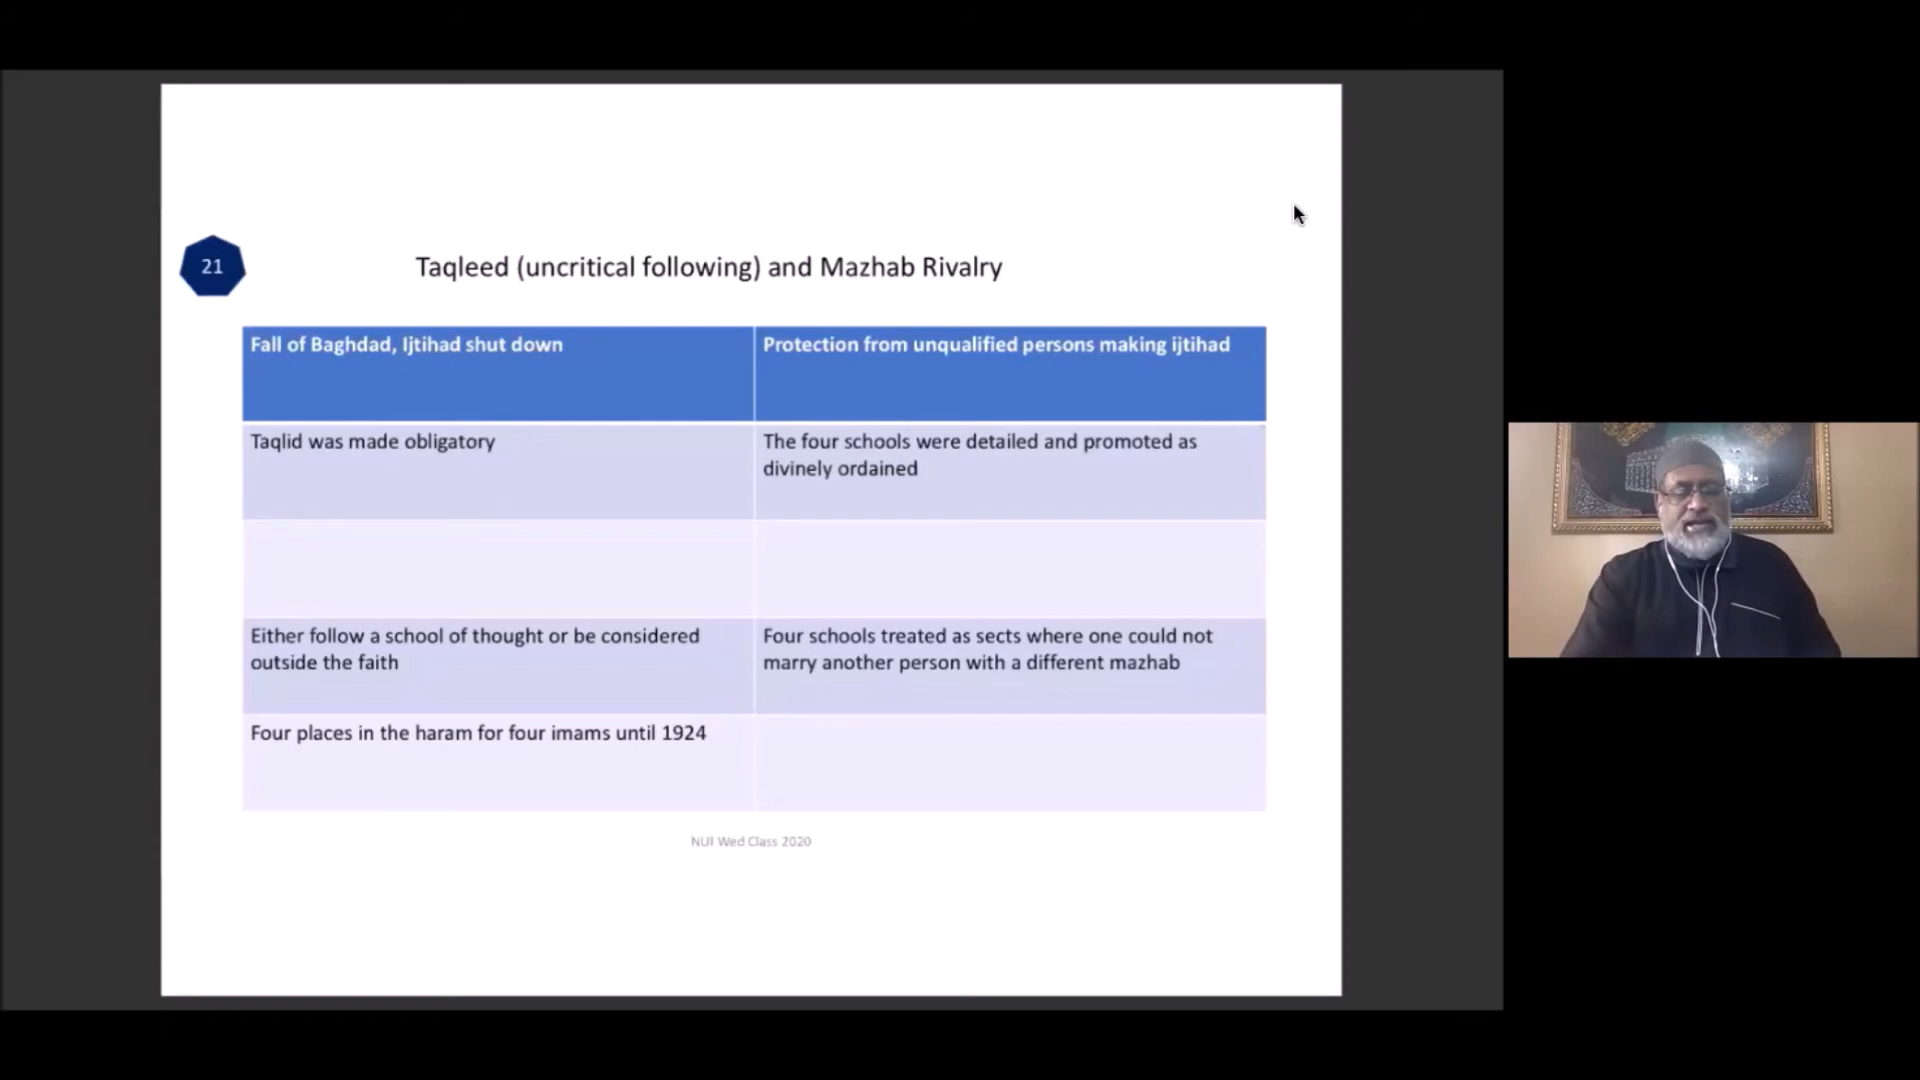 21
Taqleed (uncritical following) and Mazhab Rivalry
Fall of Baghdad, Ijtihad shut down
Protection from unqualified persons making ijtihad
Taqlid was made obligatory
The four schools were detailed and promoted as
divinely ordained
Either follow a school of thought or be considered
outside the faith
Four schools treated as sects where one could not
marry another person with a different mazhab
Four places in the haram for four imams until 1924
NUI Wed Class 2020